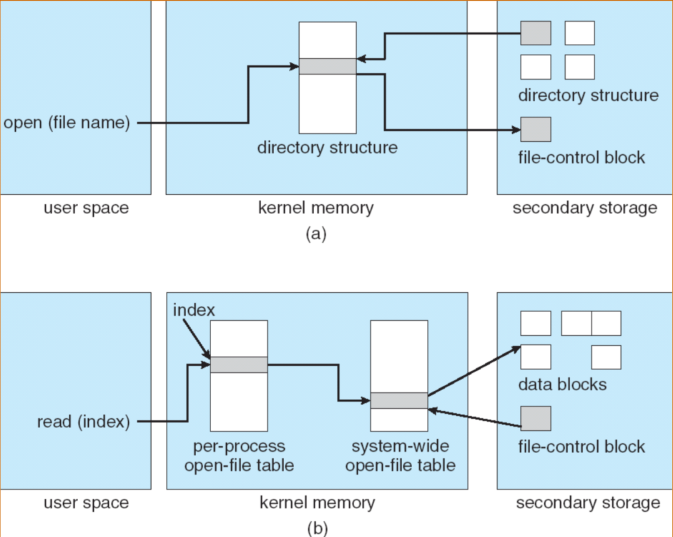 open (file name)
directory structure
directory structure
file-control block
user space
kernel memory
secondary storage
(a)
index
read (index)
per-process
open-file table
system-wide
open-file table
data blocks
file-control block
user space
kernel memory
secondary storage
(b)